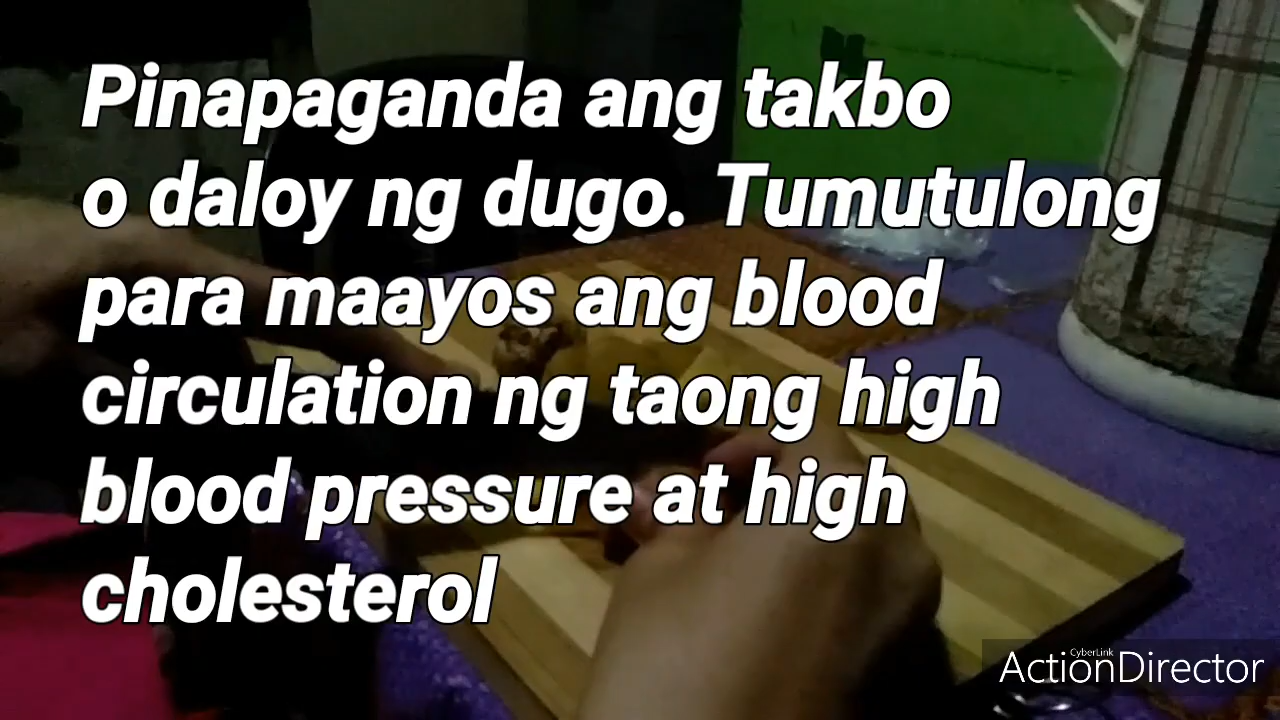 Pinapaganda ang takbo
o daloy ng dugo. Tumutulong
para maayos ang blood
circulation ng taong high
blood pressure at high
cholesterol
CyberLink
ActionDirector